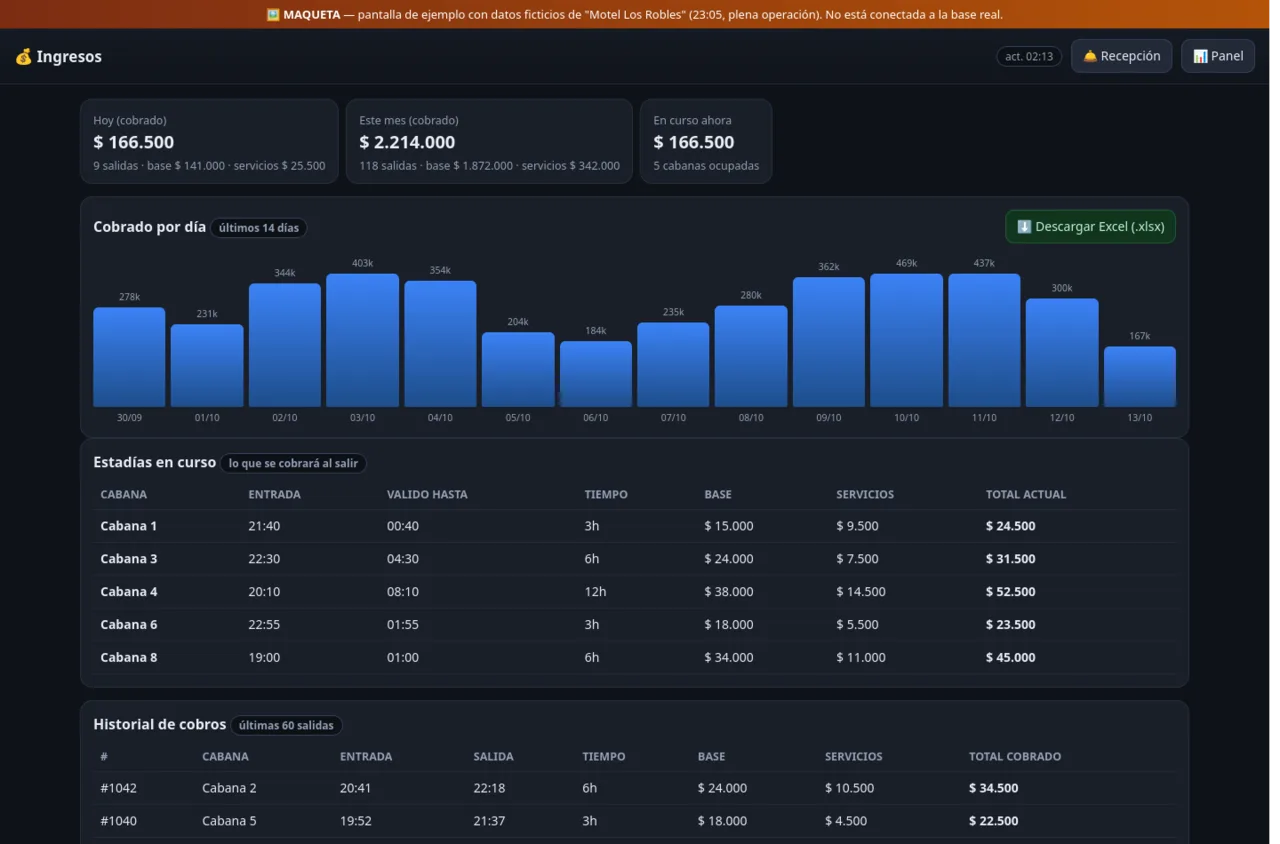 🖼️ MAQUETA — pantalla de ejemplo con datos ficticios de "Motel Los Robles" (23:05, plena operación). No está conectada a la base real.
💰 Ingresos
act. 02:13
🛎️ Recepción
📊 Panel
Hoy (cobrado)
$ 166.500
9 salidas · base $ 141.000 · servicios $ 25.500
Este mes (cobrado)
$ 2.214.000
118 salidas · base $ 1.872.000 · servicios $ 342.000
En curso ahora
$ 166.500
5 cabanas ocupadas
Cobrado por día últimos 14 días
⬇️ Descargar Excel (.xlsx)
278k 231k 344k 403k 354k 204k 184k 235k 280k 362k 469k 437k 300k 167k
30/09 01/10 02/10 03/10 04/10 05/10 06/10 07/10 08/10 09/10 10/10 11/10 12/10 13/10
Estadías en curso lo que se cobrará al salir
CABANA ENTRADA VALIDO HASTA TIEMPO BASE SERVICIOS TOTAL ACTUAL
Cabana 1 21:40 00:40 3h $ 15.000 $ 9.500 $ 24.500
Cabana 3 22:30 04:30 6h $ 24.000 $ 7.500 $ 31.500
Cabana 4 20:10 08:10 12h $ 38.000 $ 14.500 $ 52.500
Cabana 6 22:55 01:55 3h $ 18.000 $ 5.500 $ 23.500
Cabana 8 19:00 01:00 6h $ 34.000 $ 11.000 $ 45.000
Historial de cobros últimas 60 salidas
# CABANA ENTRADA SALIDA TIEMPO BASE SERVICIOS TOTAL COBRADO
#1042 Cabana 2 20:41 22:18 6h $ 24.000 $ 10.500 $ 34.500
#1040 Cabana 5 19:52 21:37 3h $ 18.000 $ 4.500 $ 22.500